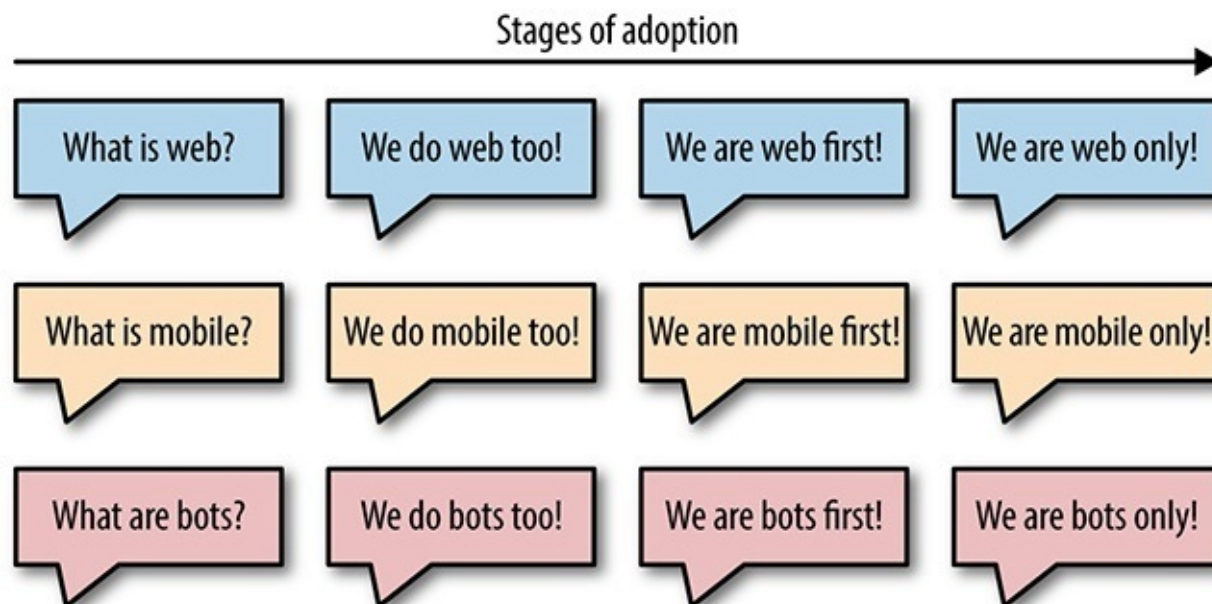 Stages of adoption
What is web?
We do web too!
We are web first!
We are web only!
What is mobile?
We do mobile too!
We are mobile first!
We are mobile only!
What are bots?
We do bots too!
We are bots first!
We are bots only!